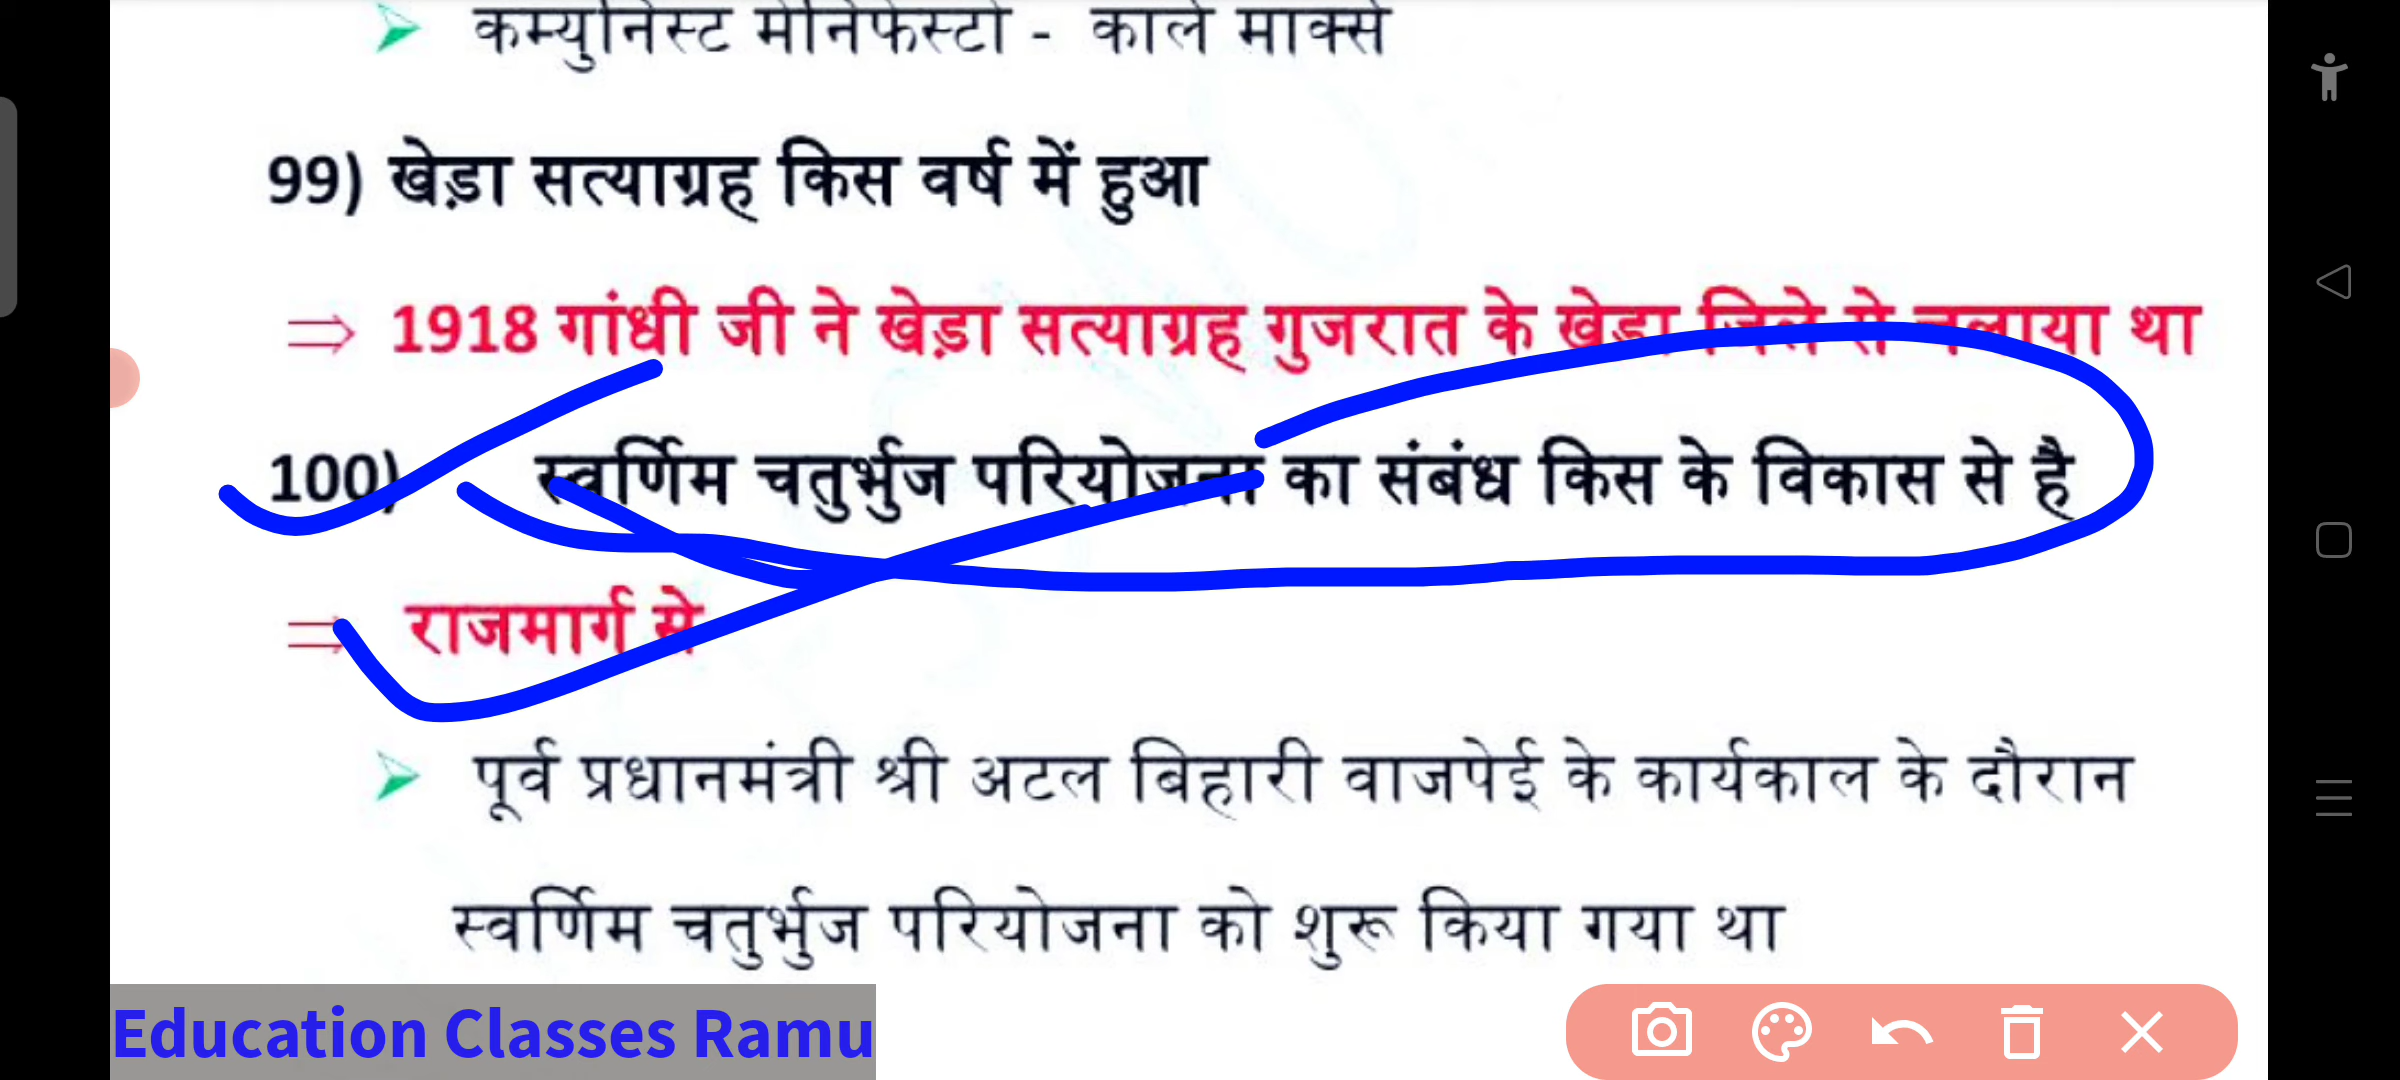 कम्युनिस्ट मेनिफेस्टो - कार्ल मार्क्स
99) खेड़ा सत्याग्रह किस वर्ष में हुआ
⇒ 1918 गांधी जी ने खेड़ा सत्याग्रह गुजरात के खेडा जिले से चलाया था
100) स्वर्णिम चतुर्भुज परियोजना का संबंध किस के विकास से है
⇒ राजमार्ग से
पूर्व प्रधानमंत्री श्री अटल बिहारी वाजपेई के कार्यकाल के दौरान
स्वर्णिम चतुर्भुज परियोजना को शुरू किया गया था
Education Classes Ramu